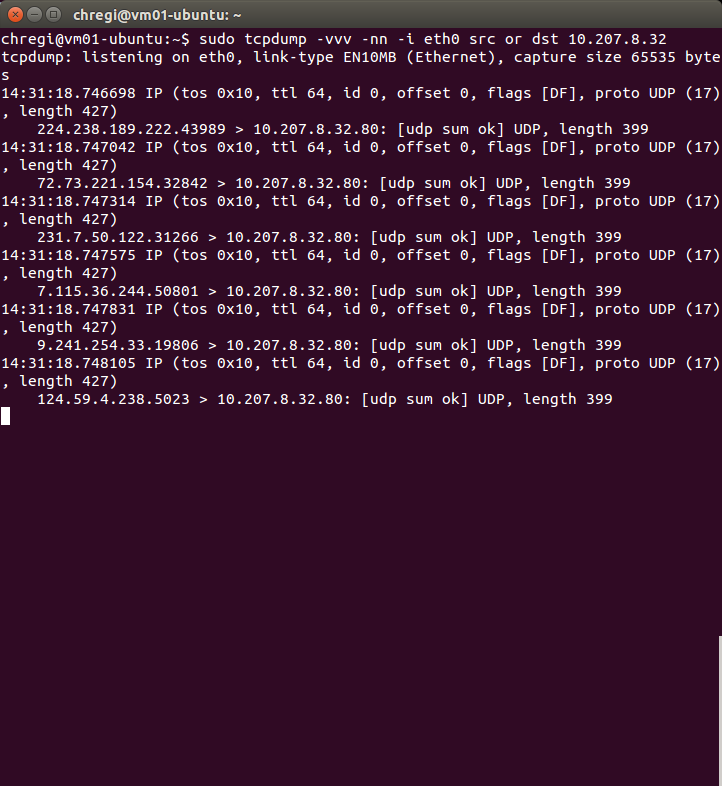 chregi@vm01-ubuntu: ~
chregi@vm01-ubuntu:~$ sudo tcpdump -vvv -nn -i eth0 src or dst 10.207.8.32
tcpdump: listening on eth0, link-type EN10MB (Ethernet), capture size 65535 byte
s
14:31:18.746698 IP (tos 0x10, ttl 64, id 0, offset 0, flags [DF], proto UDP (17)
, length 427)
    224.238.189.222.43989 > 10.207.8.32.80: [udp sum ok] UDP, length 399
14:31:18.747042 IP (tos 0x10, ttl 64, id 0, offset 0, flags [DF], proto UDP (17)
, length 427)
    72.73.221.154.32842 > 10.207.8.32.80: [udp sum ok] UDP, length 399
14:31:18.747314 IP (tos 0x10, ttl 64, id 0, offset 0, flags [DF], proto UDP (17)
, length 427)
    231.7.50.122.31266 > 10.207.8.32.80: [udp sum ok] UDP, length 399
14:31:18.747575 IP (tos 0x10, ttl 64, id 0, offset 0, flags [DF], proto UDP (17)
, length 427)
    7.115.36.244.50801 > 10.207.8.32.80: [udp sum ok] UDP, length 399
14:31:18.747831 IP (tos 0x10, ttl 64, id 0, offset 0, flags [DF], proto UDP (17)
, length 427)
    9.241.254.33.19806 > 10.207.8.32.80: [udp sum ok] UDP, length 399
14:31:18.748105 IP (tos 0x10, ttl 64, id 0, offset 0, flags [DF], proto UDP (17)
, length 427)
    124.59.4.238.5023 > 10.207.8.32.80: [udp sum ok] UDP, length 399